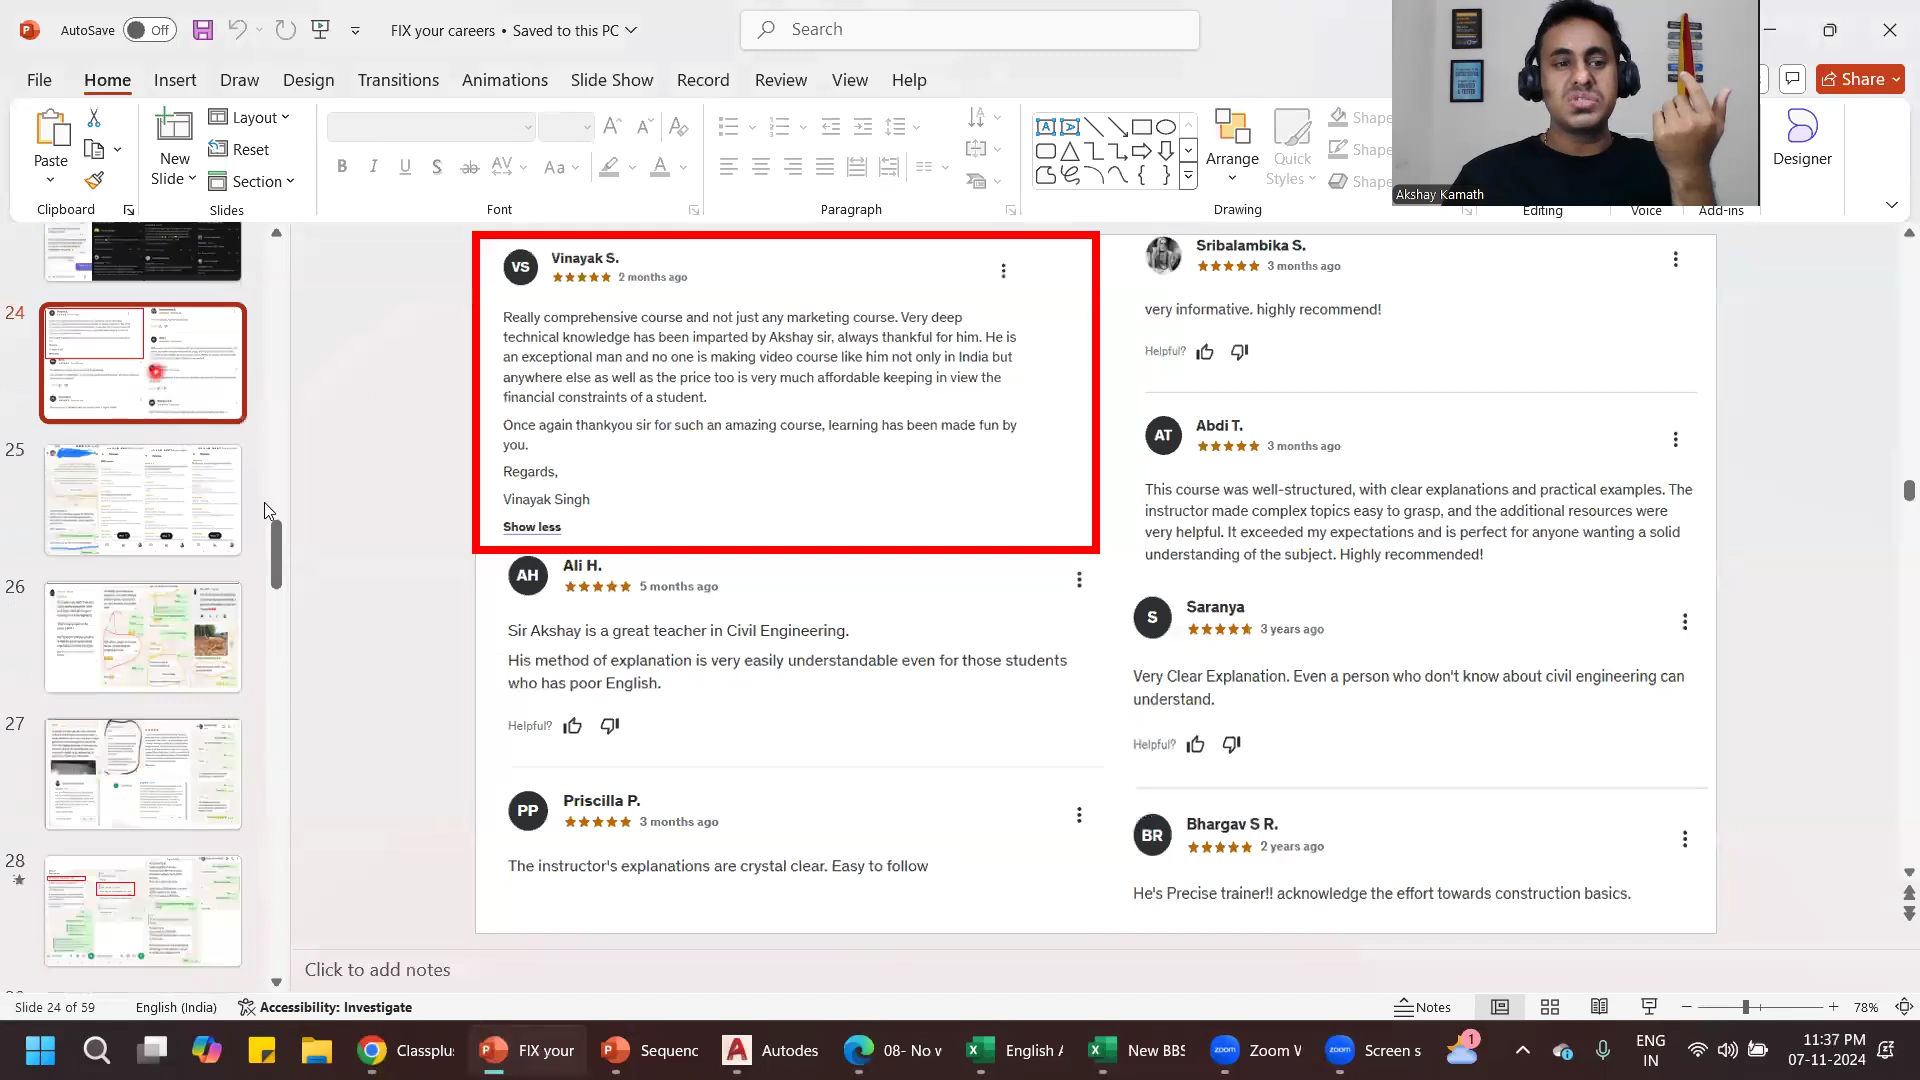 AutoSave Off
FIX your careers • Saved to this PC
Search
File Home Insert Draw Design Transitions Animations Slide Show Record Review View Help
Share
Paste
New
Slide
Layout
Reset
Section
Aa
Arrange
Quick
Styles
Shape
Shape
Shape
Designer
Akshay Kamath
Clipboard
Slides
Font
Paragraph
Drawing
Editing
Voice
Add-ins
24
25
26
27
28
VS
Vinayak S.
2 months ago
Really comprehensive course and not just any marketing course. Very deep
technical knowledge has been imparted by Akshay sir, always thankful for him. He is
an exceptional man and no one is making video course like him not only in India but
anywhere else as well as the price too is very much affordable keeping in view the
financial constraints of a student.
Once again thankyou sir for such an amazing course, learning has been made fun by
you.
Regards,
Vinayak Singh
Show less
AH
Ali H.
5 months ago
Sir Akshay is a great teacher in Civil Engineering.
His method of explanation is very easily understandable even for those students
who has poor English.
Helpful?
PP
Priscilla P.
3 months ago
The instructor's explanations are crystal clear. Easy to follow
Sribalambika S.
3 months ago
very informative. highly recommend!
Helpful?
AT
Abdi T.
3 months ago
This course was well-structured, with clear explanations and practical examples. The
instructor made complex topics easy to grasp, and the additional resources were
very helpful. It exceeded my expectations and is perfect for anyone wanting a solid
understanding of the subject. Highly recommended!
S
Saranya
3 years ago
Very Clear Explanation. Even a person who don't know about civil engineering can
understand.
Helpful?
BR
Bhargav S R.
2 years ago
He's Precise trainer!! acknowledge the effort towards construction basics.
Click to add notes
Slide 24 of 59
English (India)
Accessibility: Investigate
Notes
78%
Classplu
FIX your
Sequenc
Autodes
08- No v
English A
New BBS
Zoom V
Screen s
1
ENG
IN
11:37 PM
07-11-2024